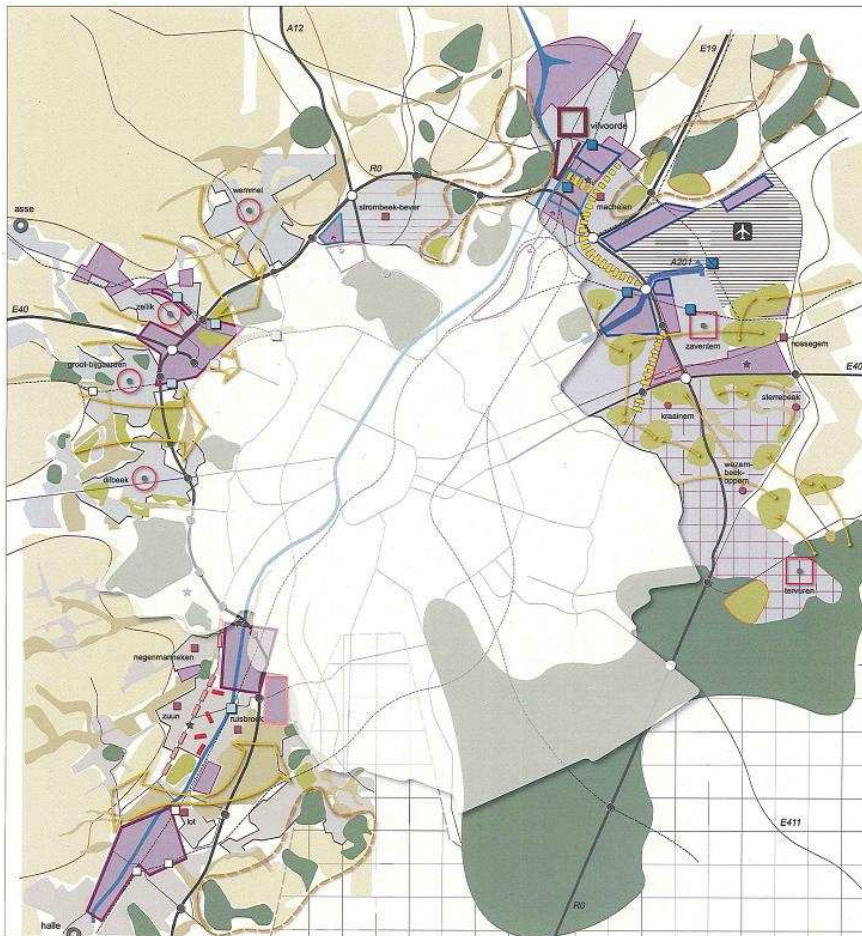 A12
E19
vilvoorde
R0
wemmel
strombeek-bever
machelen
asse
A201
zellik
E40
zaventem
nossegem
groot-bijgaarden
E40
kraainem
sterrebeek
dilbeek
wezem-
beek-
oppem
tervuren
negenmanneken
zuun
ruisbroek
lot
E411
halle
R0